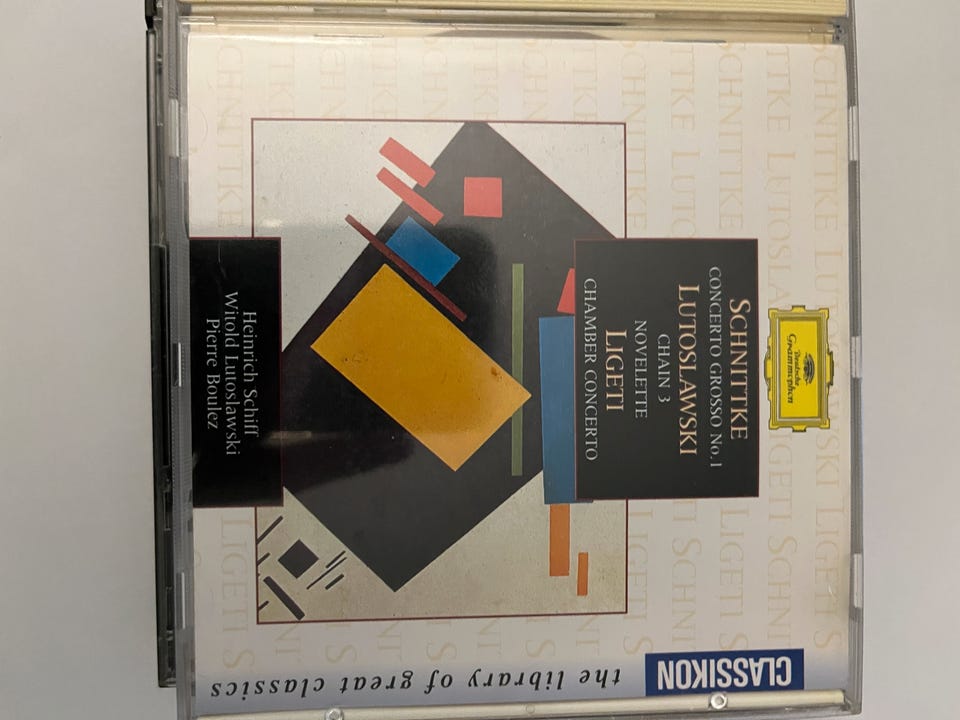 Deutsche
Grammophon
SCHNITTKE
CONCERTO GROSSO No. 1
LUTOSLAWSKI
CHAIN 3
NOVELETTE
LIGETI
CHAMBER CONCERTO
Heinrich Schiff
Witold Lutoslawski
Pierre Boulez
CLASSIKON
the library of great classics